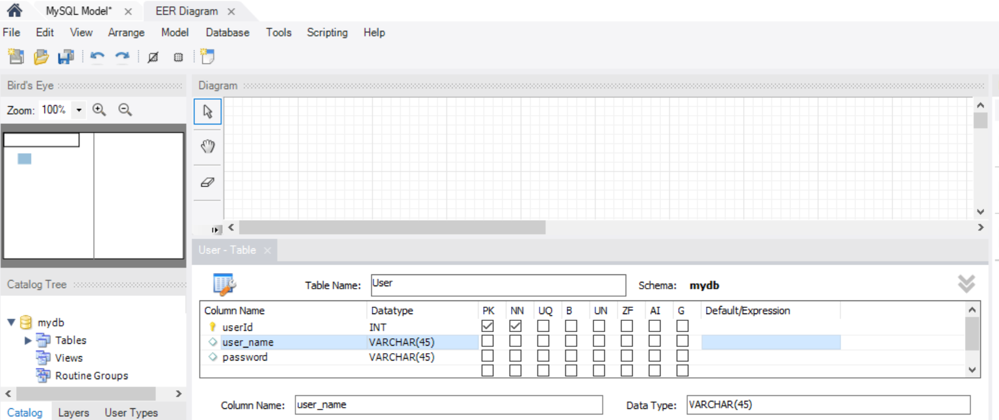 MySQL Model* × EER Diagram ×
File Edit View Arrange Model Database Tools Scripting Help
Bird's Eye
Zoom: 100%
Diagram
Catalog Tree
mydb
Tables
Views
Routine Groups
Catalog Layers User Types
User - Table ×
Table Name: User Schema: mydb
Column Name Datatype PK NN UQ B UN ZF AI G Default/Expression
userId INT
user_name VARCHAR(45)
password VARCHAR(45)
Column Name: user_name Data Type: VARCHAR(45)